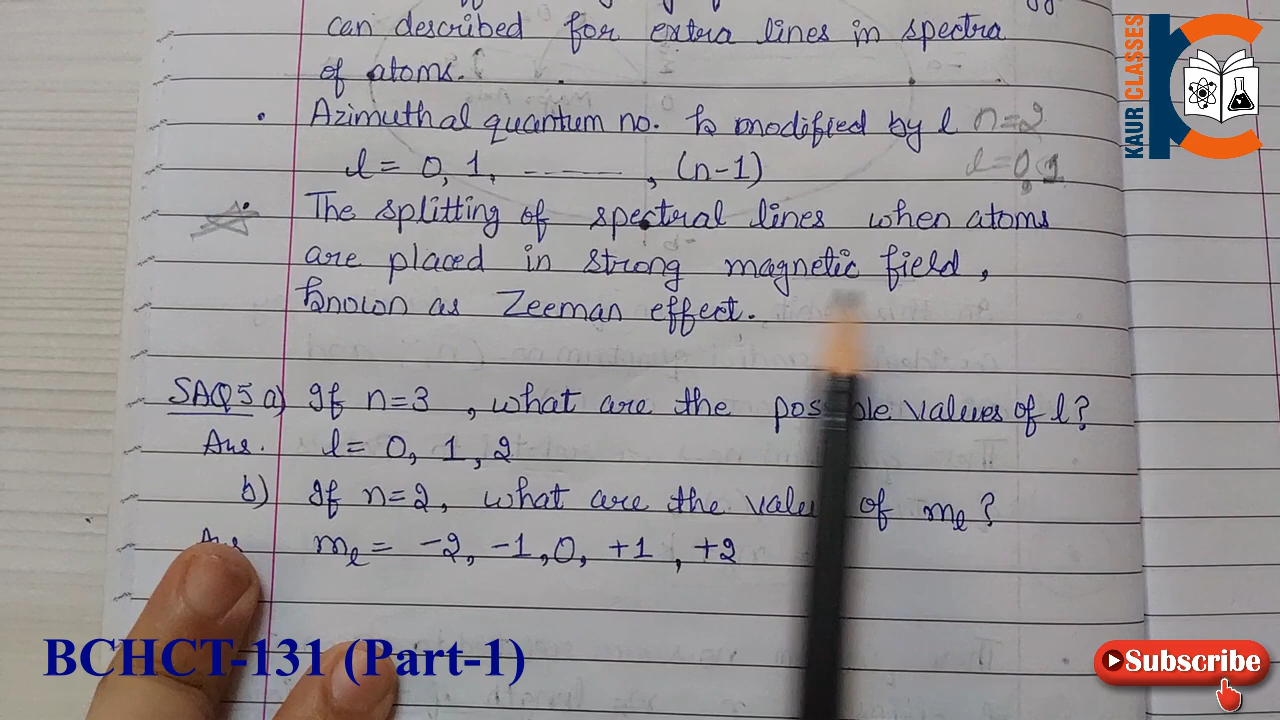 can described for extra lines in spectra
of atoms.
• Azimuthal quantum no. k modified by l n=2
l = 0, 1, ------- , (n-1) l=0,1
• The splitting of spectral lines when atoms
are placed in strong magnetic field,
known as Zeeman effect.
SAQ5 a) If n=3 , what are the possible values of l?
Ans. l = 0, 1, 2
b) If n=2, what are the value of mℓ?
Ans mℓ = -2, -1, 0, +1, +2
BCHCT-131 (Part-1)
KAUR CLASSES
Subscribe